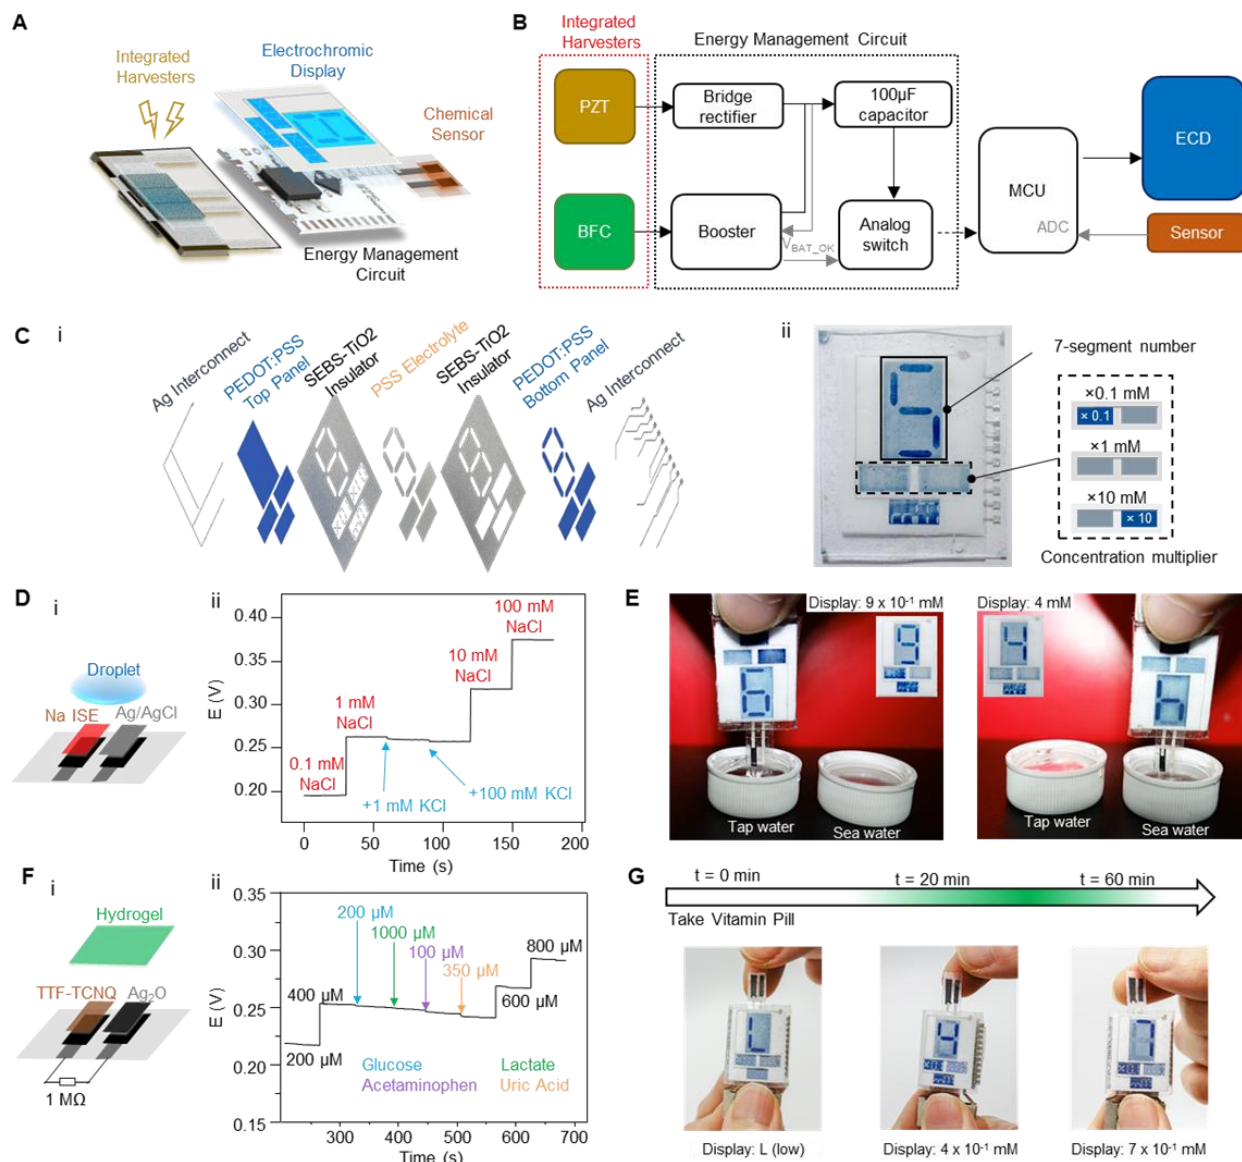 A
Integrated
Harvesters
Electrochromic
Display
Chemical
Sensor
Energy Management
Circuit
B
Integrated
Harvesters
Energy Management Circuit
PZT
Bridge
rectifier
100µF
capacitor
BFC
Booster
V_BAT_OK
Analog
switch
MCU
ADC
ECD
Sensor
C
i
Ag Interconnect
PEDOT:PSS
Top Panel
SEBS-TiO2
Insulator
PSS Electrolyte
SEBS-TiO2
Insulator
PEDOT:PSS
Bottom Panel
Ag Interconnect
ii
7-segment number
×0.1 mM
× 0.1
×1 mM
×10 mM
× 10
Concentration multiplier
D
i
Droplet
Na ISE
Ag/AgCl
ii
E (V)
0.40
0.35
0.30
0.25
0.20
0.1 mM
NaCl
1 mM
NaCl
10 mM
NaCl
100 mM
NaCl
+1 mM KCl
+100 mM KCl
0
50
100
150
200
Time (s)
E
Display: 9 x 10⁻¹ mM
Tap water
Sea water
Display: 4 mM
Tap water
Sea water
F
i
Hydrogel
TTF-TCNQ
Ag₂O
1 MΩ
ii
E (V)
0.35
0.30
0.25
0.20
0.15
200 µM
400 µM
200 µM
1000 µM
100 µM
350 µM
600 µM
800 µM
Glucose
Lactate
Acetaminophen
Uric Acid
300
400
500
600
700
Time (s)
G
t = 0 min
t = 20 min
t = 60 min
Take Vitamin Pill
Display: L (low)
Display: 4 x 10⁻¹ mM
Display: 7 x 10⁻¹ mM